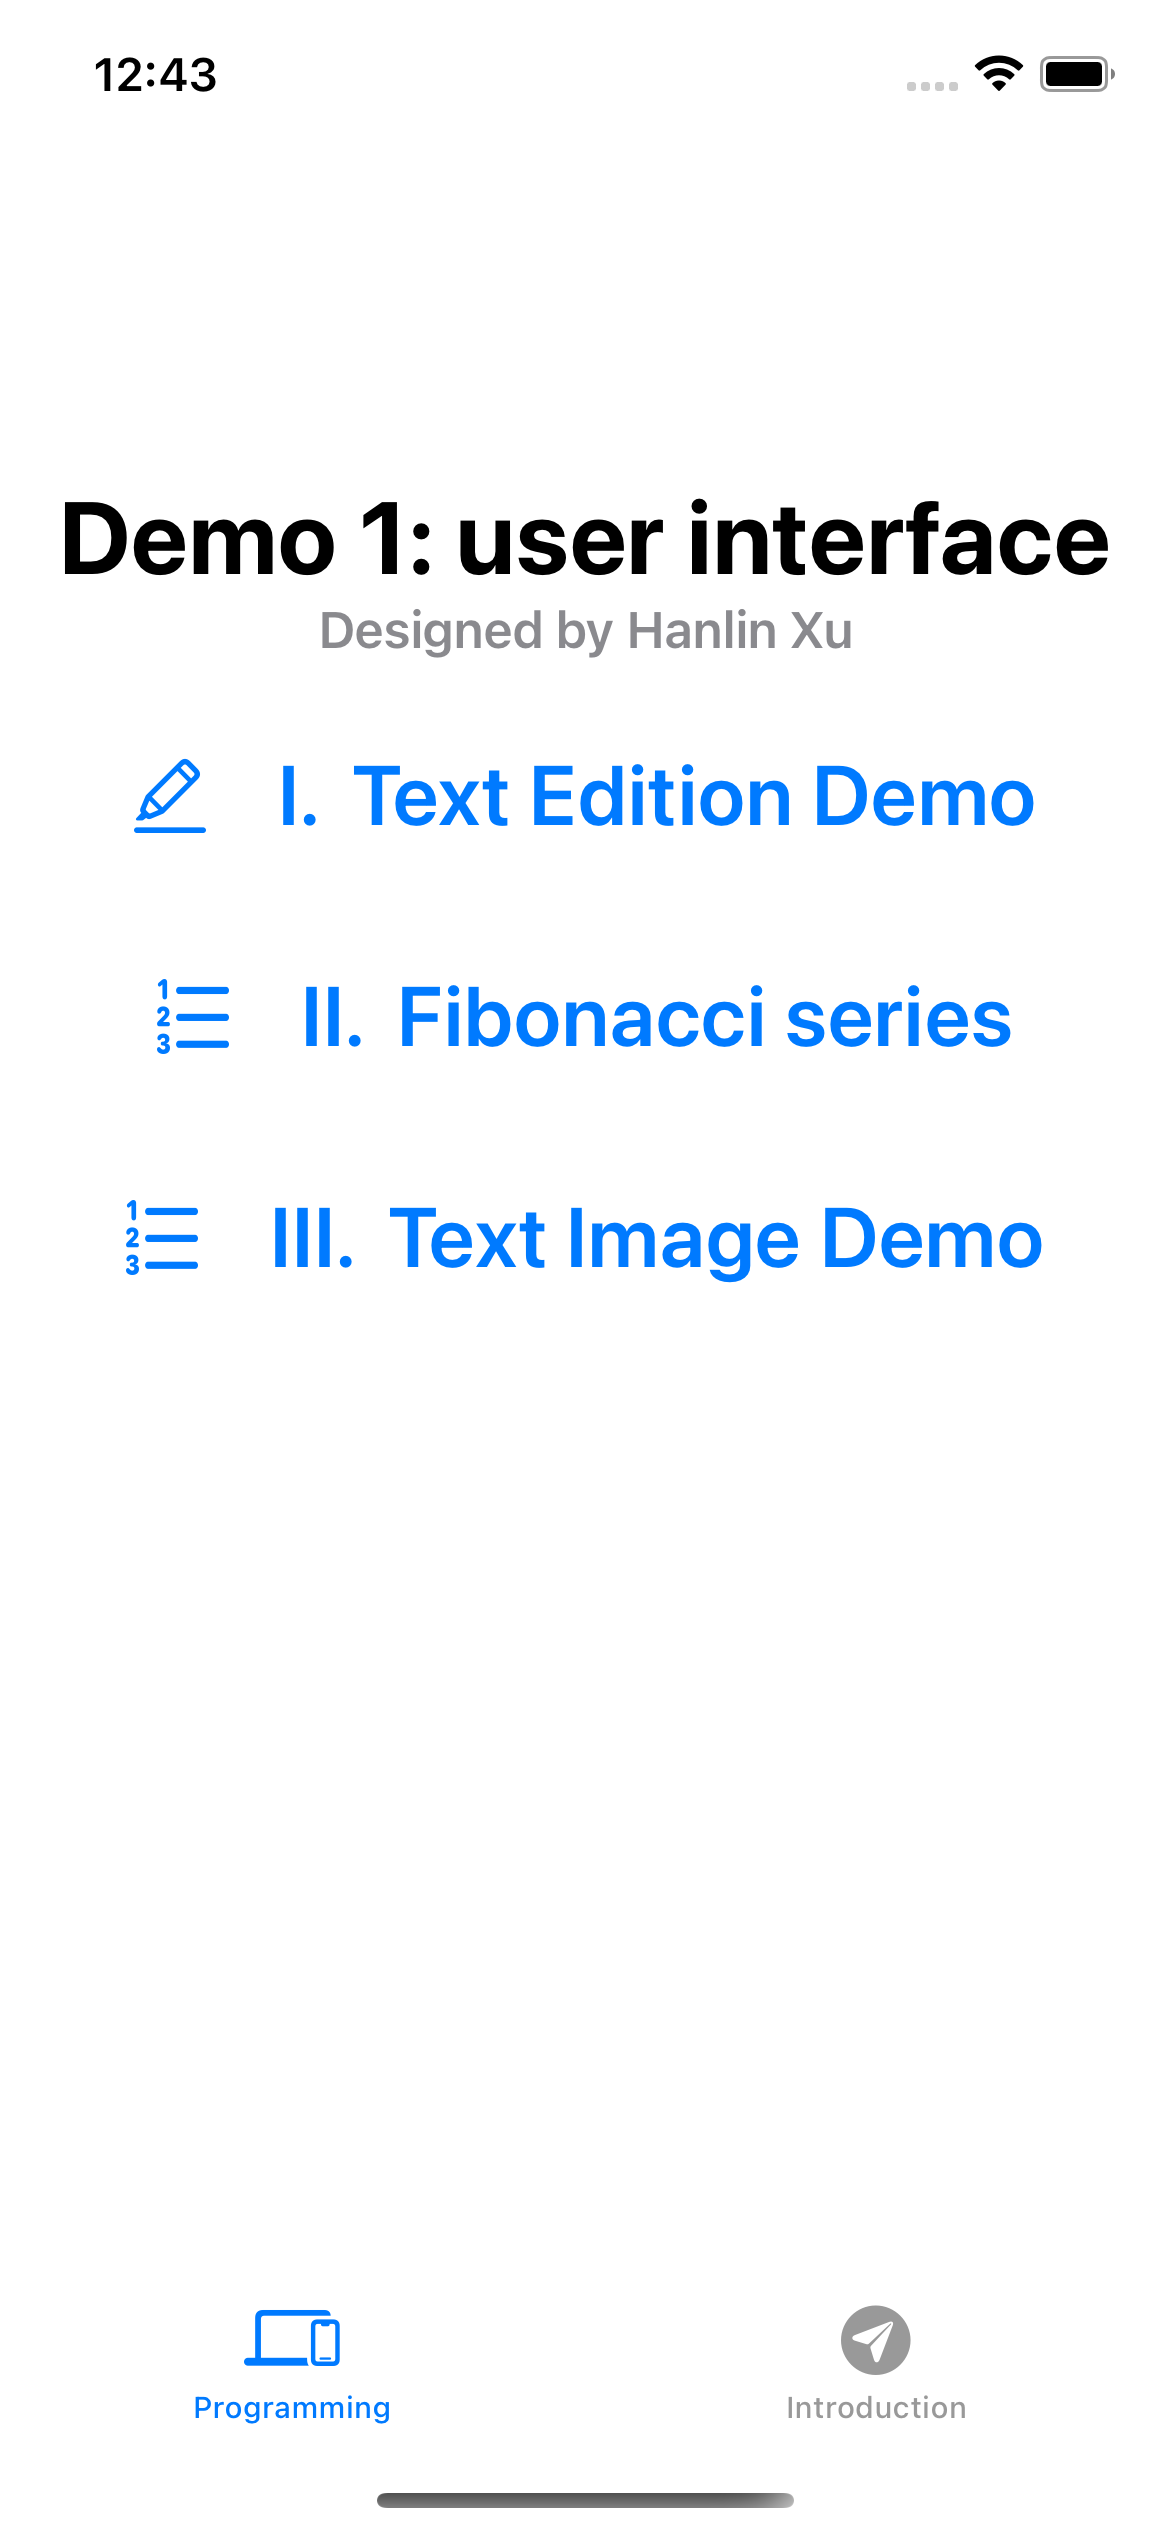 12:43
Demo 1: user interface
Designed by Hanlin Xu
I. Text Edition Demo
1
2
3
II. Fibonacci series
1
2
3
III. Text Image Demo
Programming
Introduction